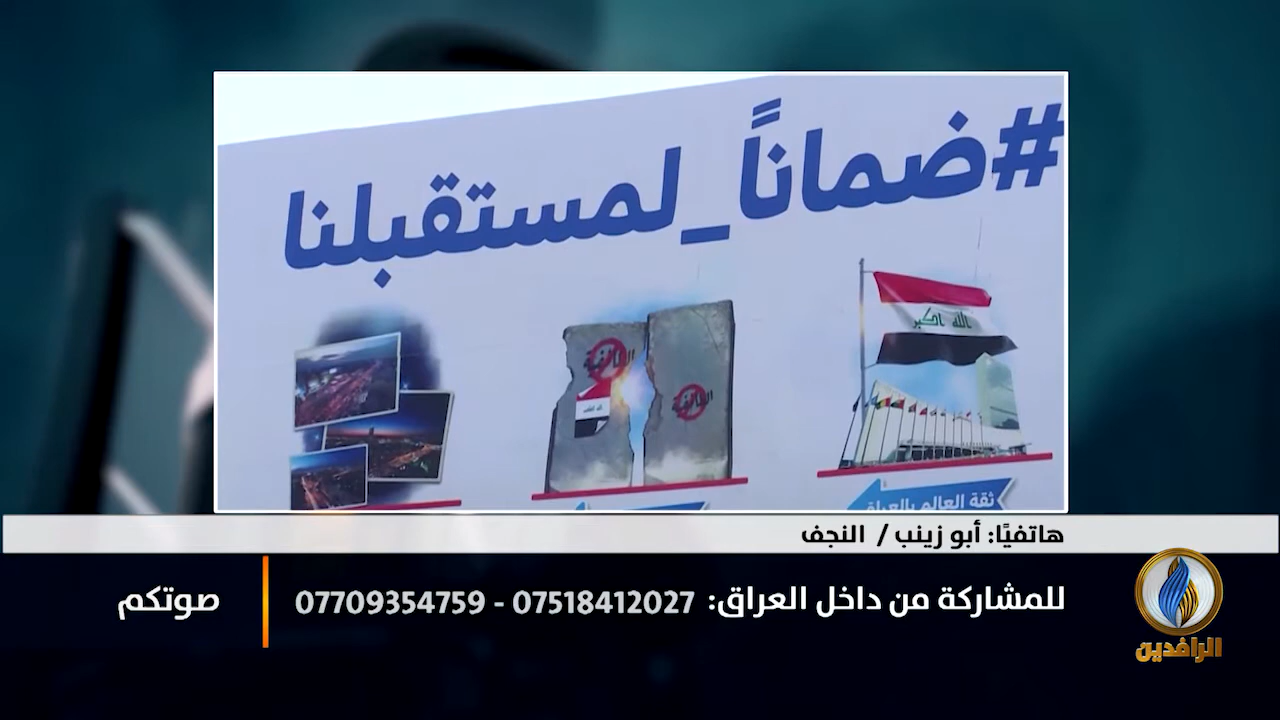 #ضماناً_لمستقبلنا
الله اكبر
الطائفية
ثقة العالم بالعراق
هاتفيًا: أبو زينب / النجف
للمشاركة من داخل العراق: 07518412027 - 07709354759
صوتكم
الرافدين